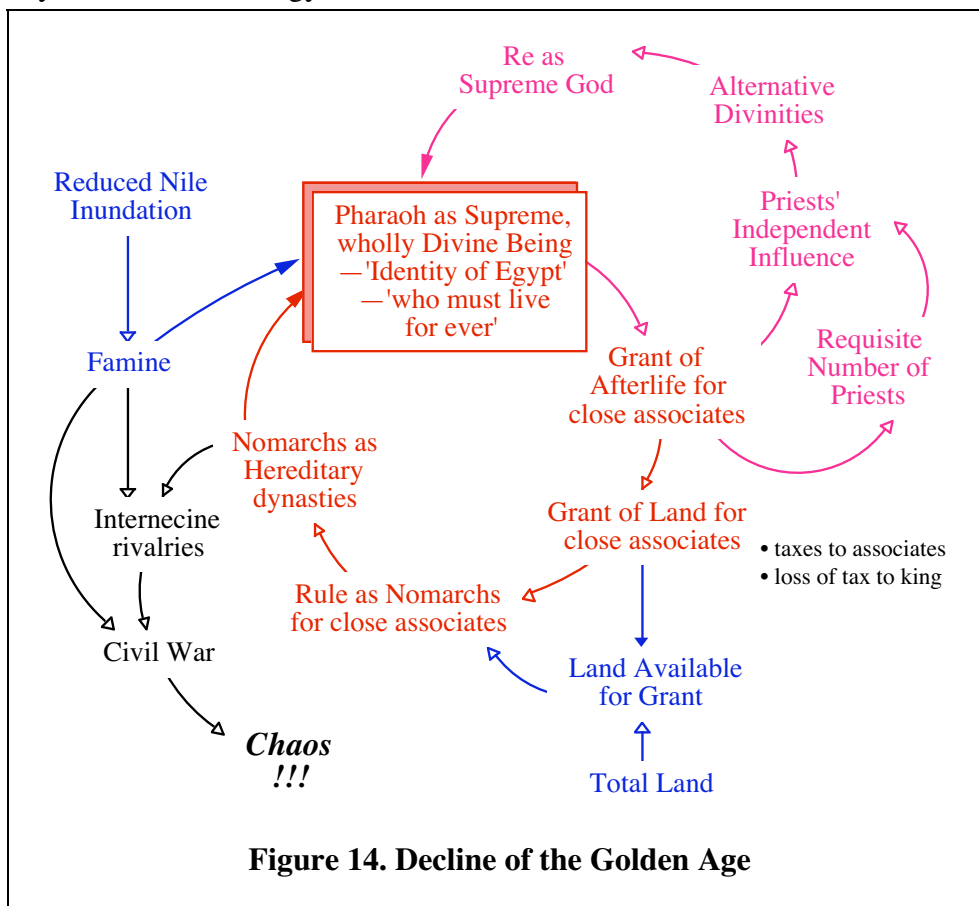 Re as
Supreme God
Alternative
Divinities
Reduced Nile
Inundation
Pharaoh as Supreme,
wholly Divine Being
—'Identity of Egypt'
—'who must live
for ever'
Priests'
Independent
Influence
Famine
Grant of
Afterlife for
close associates
Requisite
Number of
Priests
Nomarchs as
Hereditary
dynasties
Internecine
rivalries
Grant of Land for
close associates
• taxes to associates
• loss of tax to king
Rule as Nomarchs
for close associates
Civil War
Land Available
for Grant
Chaos
!!!
Total Land
Figure 14. Decline of the Golden Age